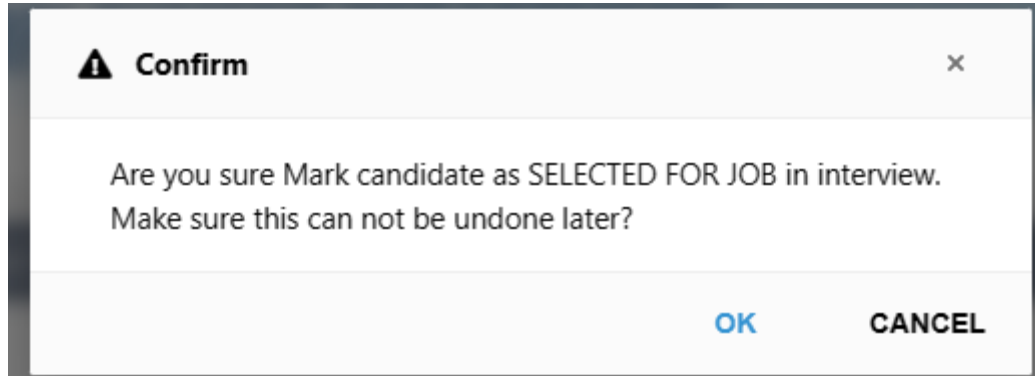 Confirm
Are you sure Mark candidate as SELECTED FOR JOB in interview.
Make sure this can not be undone later?
OK CANCEL